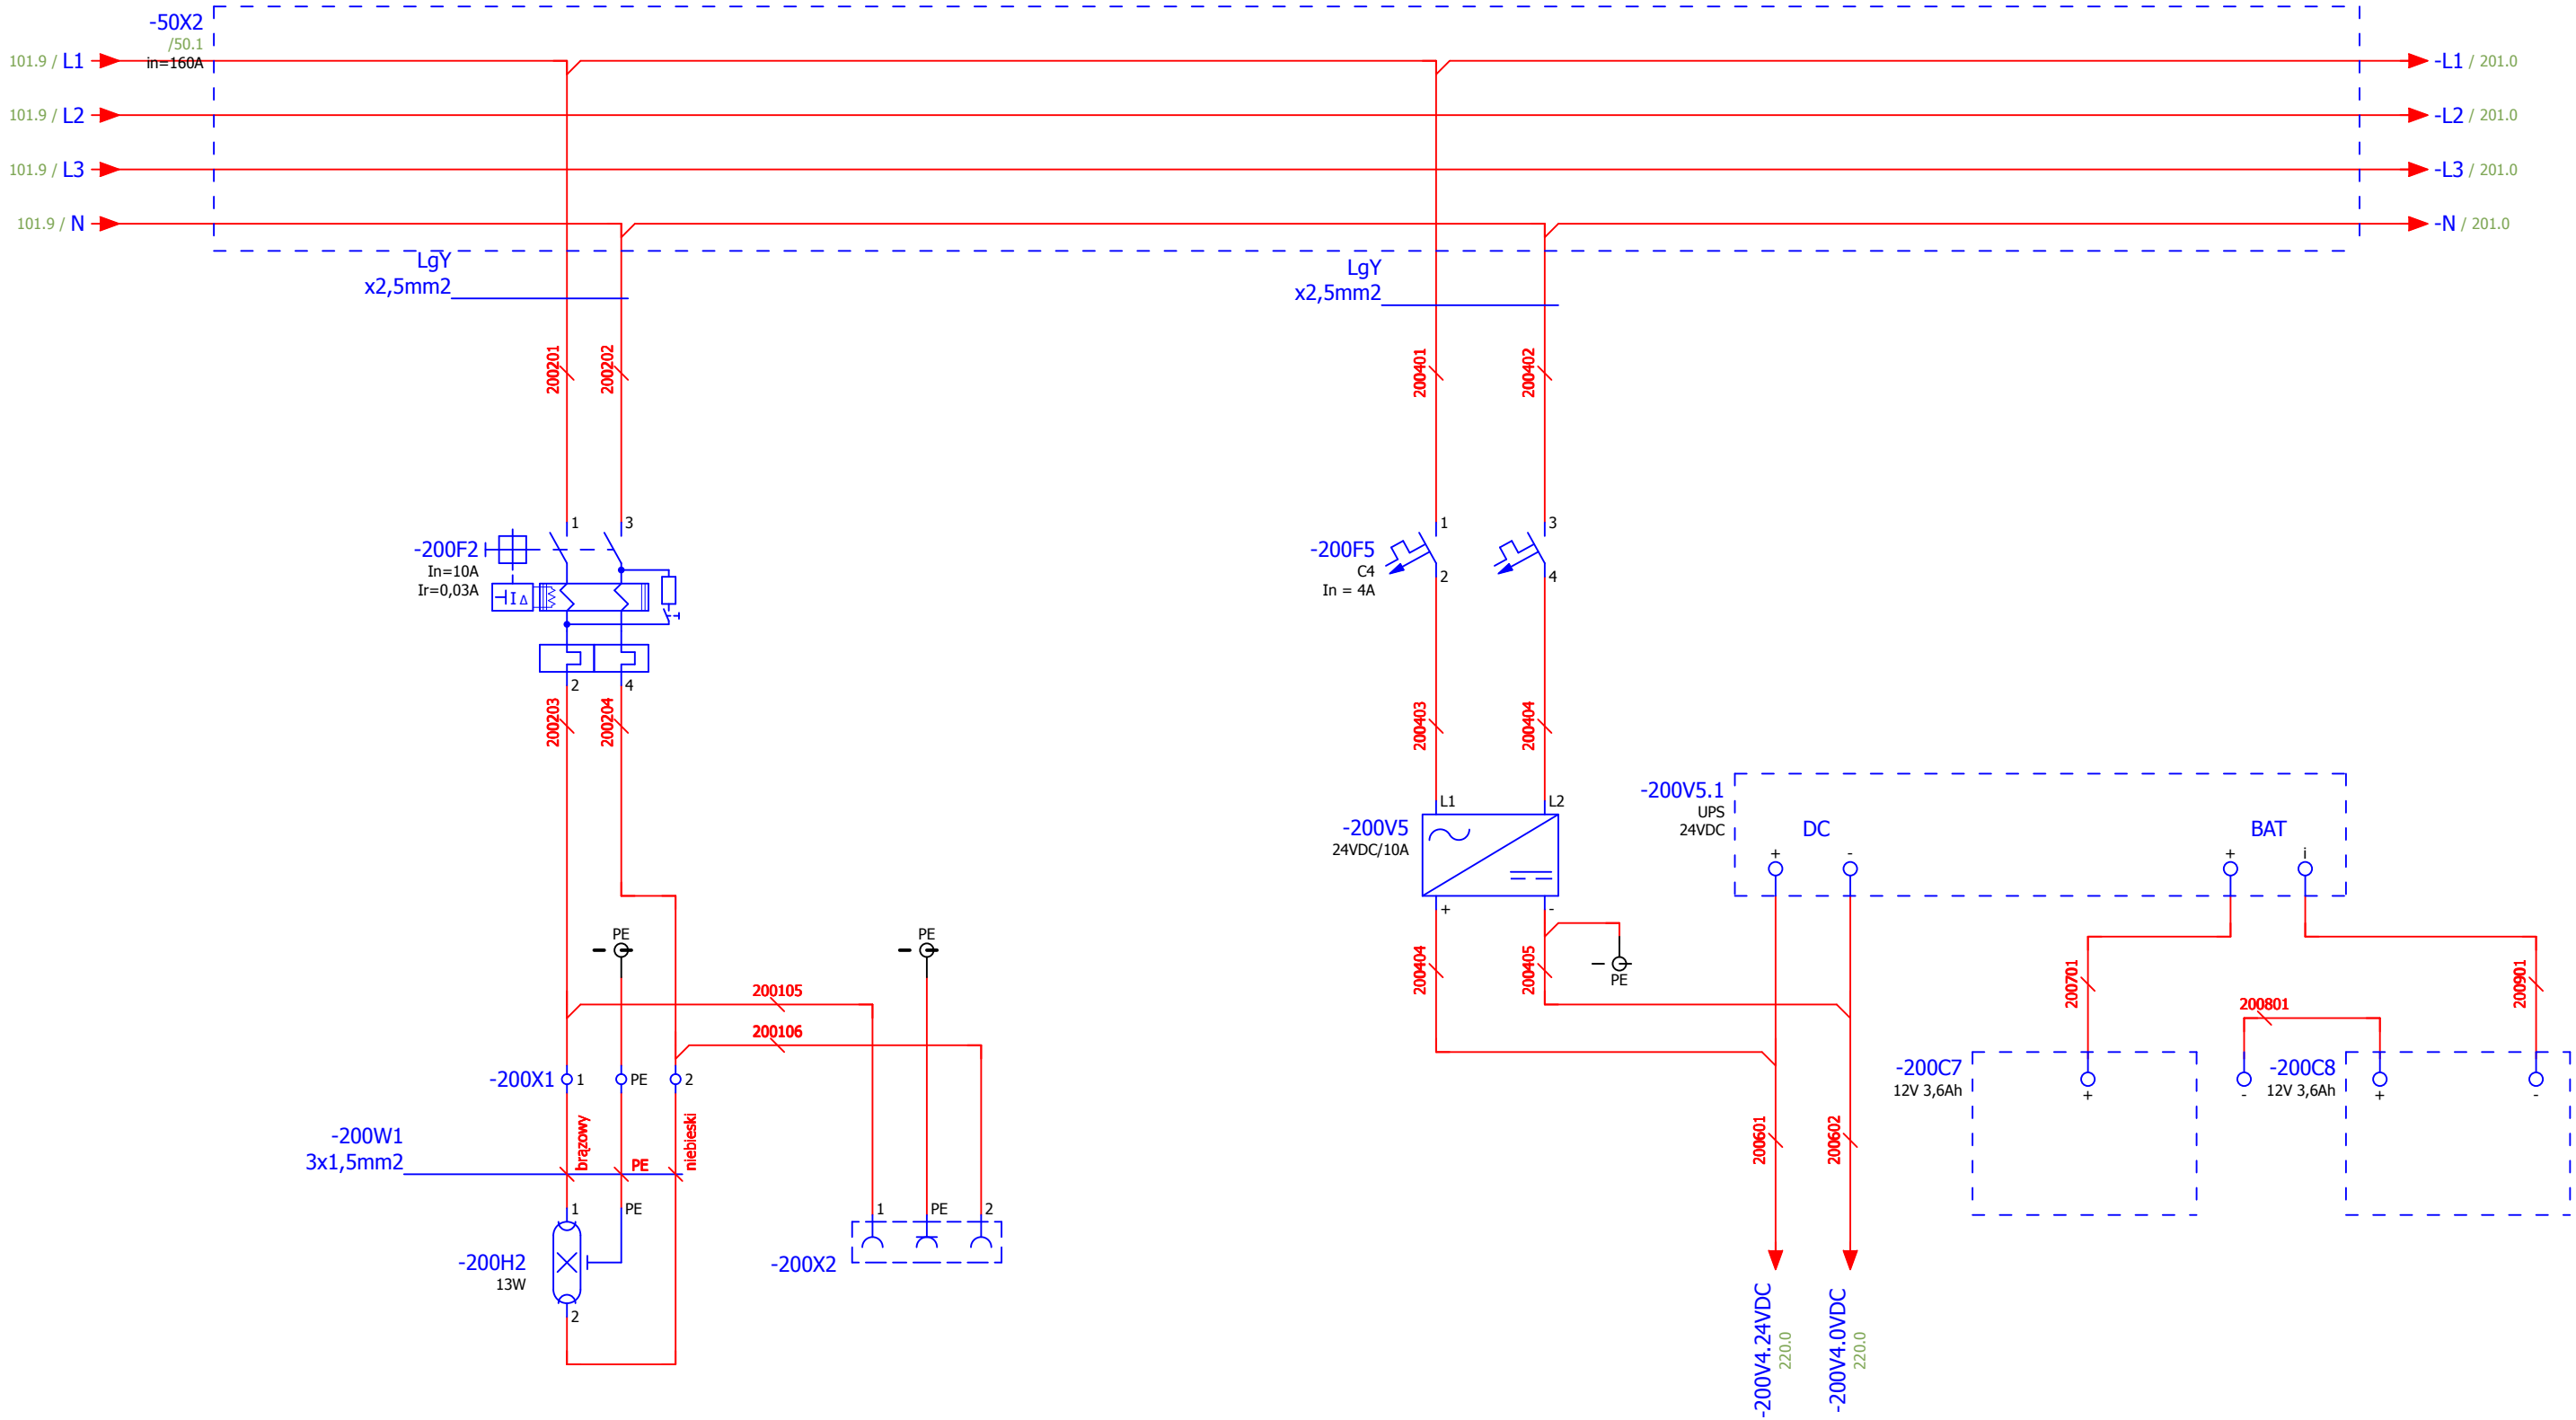 -50X2
/50.1
in=160A
101.9 / L1
-L1 / 201.0
101.9 / L2
-L2 / 201.0
101.9 / L3
-L3 / 201.0
101.9 / N
-N / 201.0
LgY
x2,5mm2
LgY
x2,5mm2
200201
200202
200401
200402
-200F2
In=10A
Ir=0,03A
1
3
I Δ
2
4
-200F5
C4
In = 4A
1
3
2
4
200203
200204
200403
200404
-200V5
24VDC/10A
L1
L2
+
-
-200V5.1
UPS
24VDC
DC
BAT
+
-
+
i
PE
PE
PE
200404
200405
200105
200106
200701
200801
200901
-200X1
1
PE
2
-200W1
3x1,5mm2
brązowy
PE
niebieski
-200H2
13W
1
PE
2
-200X2
1
PE
2
200601
200602
-200C7
12V 3,6Ah
+
-
-200C8
12V 3,6Ah
+
-
-200V4.24VDC
220.0
-200V4.0VDC
220.0